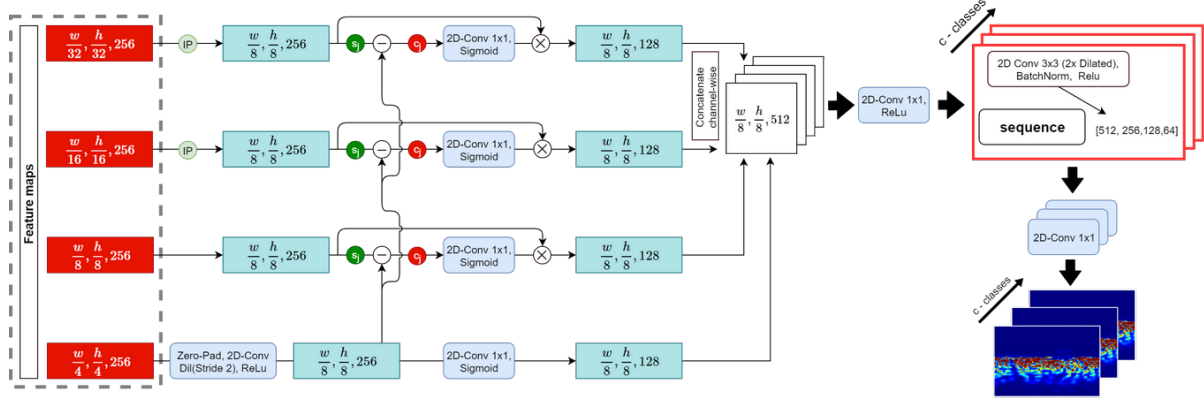 Feature maps
w/32, h/32, 256
IP
w/8, h/8, 256
s_j
−
c_j
2D-Conv 1x1,
Sigmoid
×
w/8, h/8, 128
w/16, h/16, 256
IP
w/8, h/8, 256
s_j
−
c_j
2D-Conv 1x1,
Sigmoid
×
w/8, h/8, 128
w/8, h/8, 256
w/8, h/8, 256
s_j
−
c_j
2D-Conv 1x1,
Sigmoid
×
w/8, h/8, 128
w/4, h/4, 256
Zero-Pad, 2D-Conv
Dil(Stride 2), ReLu
w/8, h/8, 256
2D-Conv 1x1,
Sigmoid
w/8, h/8, 128
Concatenate
channel-wise
w/8, h/8, 512
2D-Conv 1x1,
ReLu
c - classes
2D Conv 3x3 (2x Dilated),
BatchNorm, Relu
sequence
[512, 256,128,64]
2D-Conv 1x1
c - classes